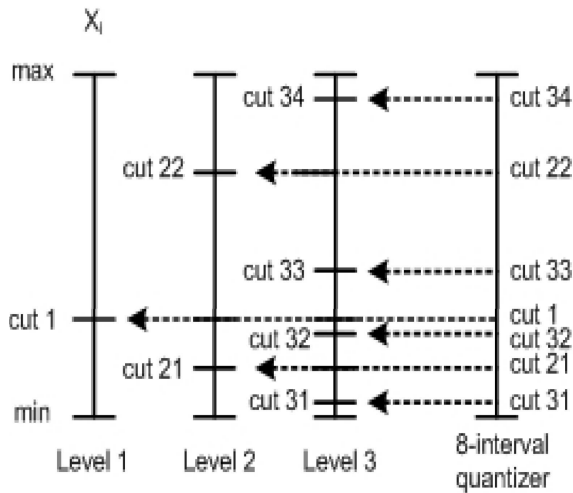 Xᵢ
max
cut 34
cut 34
cut 22
cut 22
cut 33
cut 33
cut 1
cut 1
cut 32
cut 32
cut 21
cut 21
cut 31
cut 31
min
Level 1
Level 2
Level 3
8-interval
quantizer